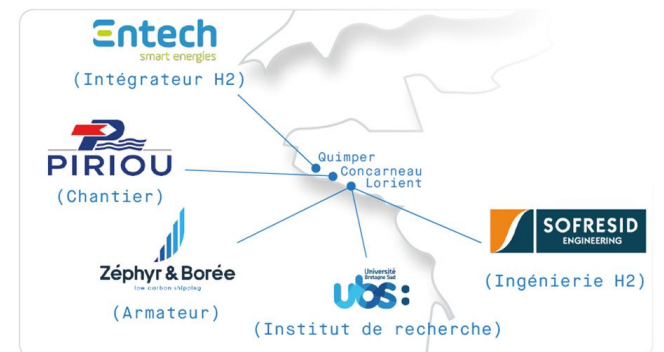 Entech
smart energies
(Intégrateur H2)
PIRIOU
(Chantier)
Quimper
Concarneau
Lorient
Zéphyr & Borée
low carbon shipping
(Armateur)
Université
Bretagne Sud
UBS:
(Institut de recherche)
SOFRESID
ENGINEERING
(Ingénierie H2)